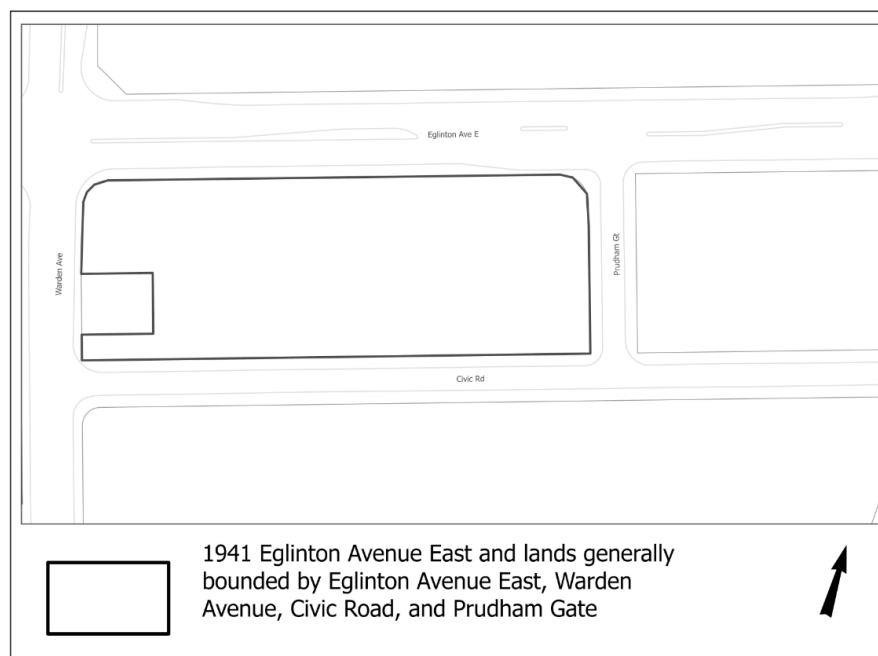 Eglinton Ave E
Warden Ave
Prudham Gt
Civic Rd
1941 Eglinton Avenue East and lands generally
bounded by Eglinton Avenue East, Warden
Avenue, Civic Road, and Prudham Gate